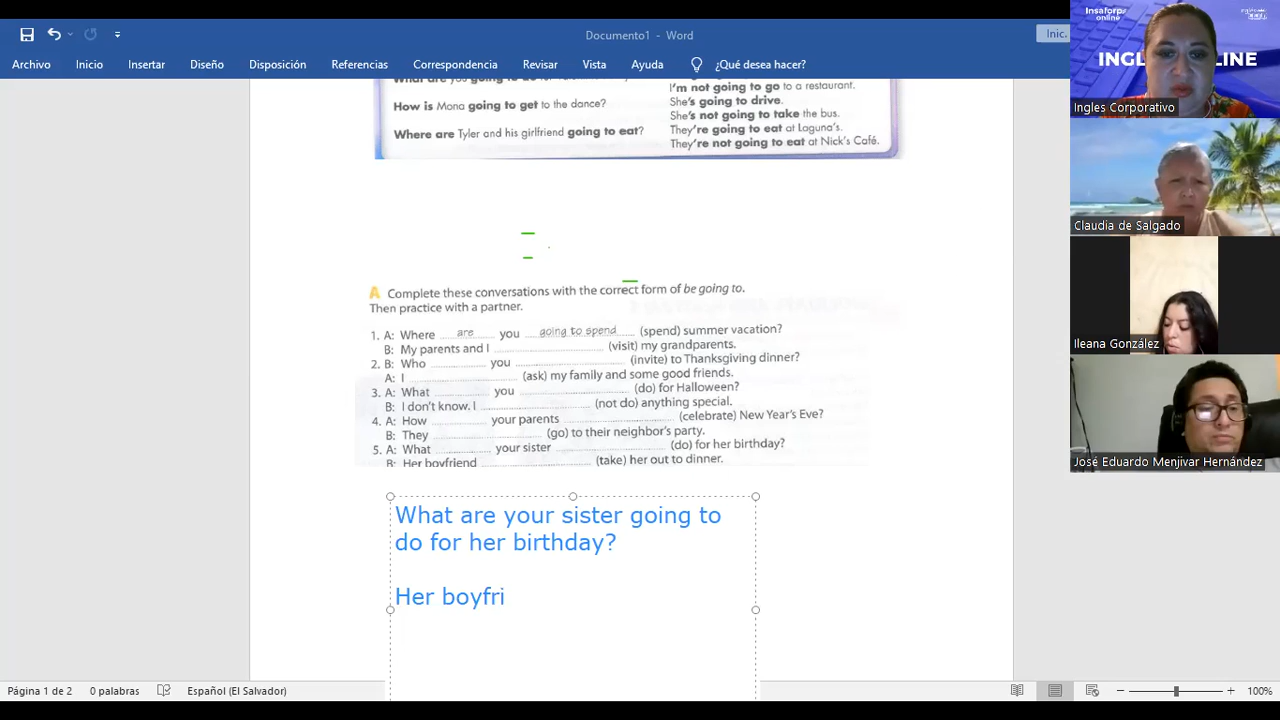 Documento1 - Word
Inic.
Archivo Inicio Insertar Diseño Disposición Referencias Correspondencia Revisar Vista Ayuda ¿Qué desea hacer?
Insaforp online
INGL LINE
Ingles Corporativo
Claudia de Salgado
Ileana González
José Eduardo Menjivar Hernández
What are you going to do
I'm not going to go to a restaurant.
How is Mona going to get to the dance?
She's going to drive.
She's not going to take the bus.
Where are Tyler and his girlfriend going to eat?
They're going to eat at Laguna's.
They're not going to eat at Nick's Café.
A Complete these conversations with the correct form of be going to.
Then practice with a partner.
1. A: Where are you going to spend (spend) summer vacation?
B: My parents and I (visit) my grandparents.
2. B: Who you (invite) to Thanksgiving dinner?
A: I (ask) my family and some good friends.
3. A: What you (do) for Halloween?
B: I don't know. I (not do) anything special.
4. A: How your parents (celebrate) New Year's Eve?
B: They (go) to their neighbor's party.
5. A: What your sister (do) for her birthday?
B: Her boyfriend (take) her out to dinner.
What are your sister going to
do for her birthday?
Her boyfri
Página 1 de 2 0 palabras Español (El Salvador) 100%